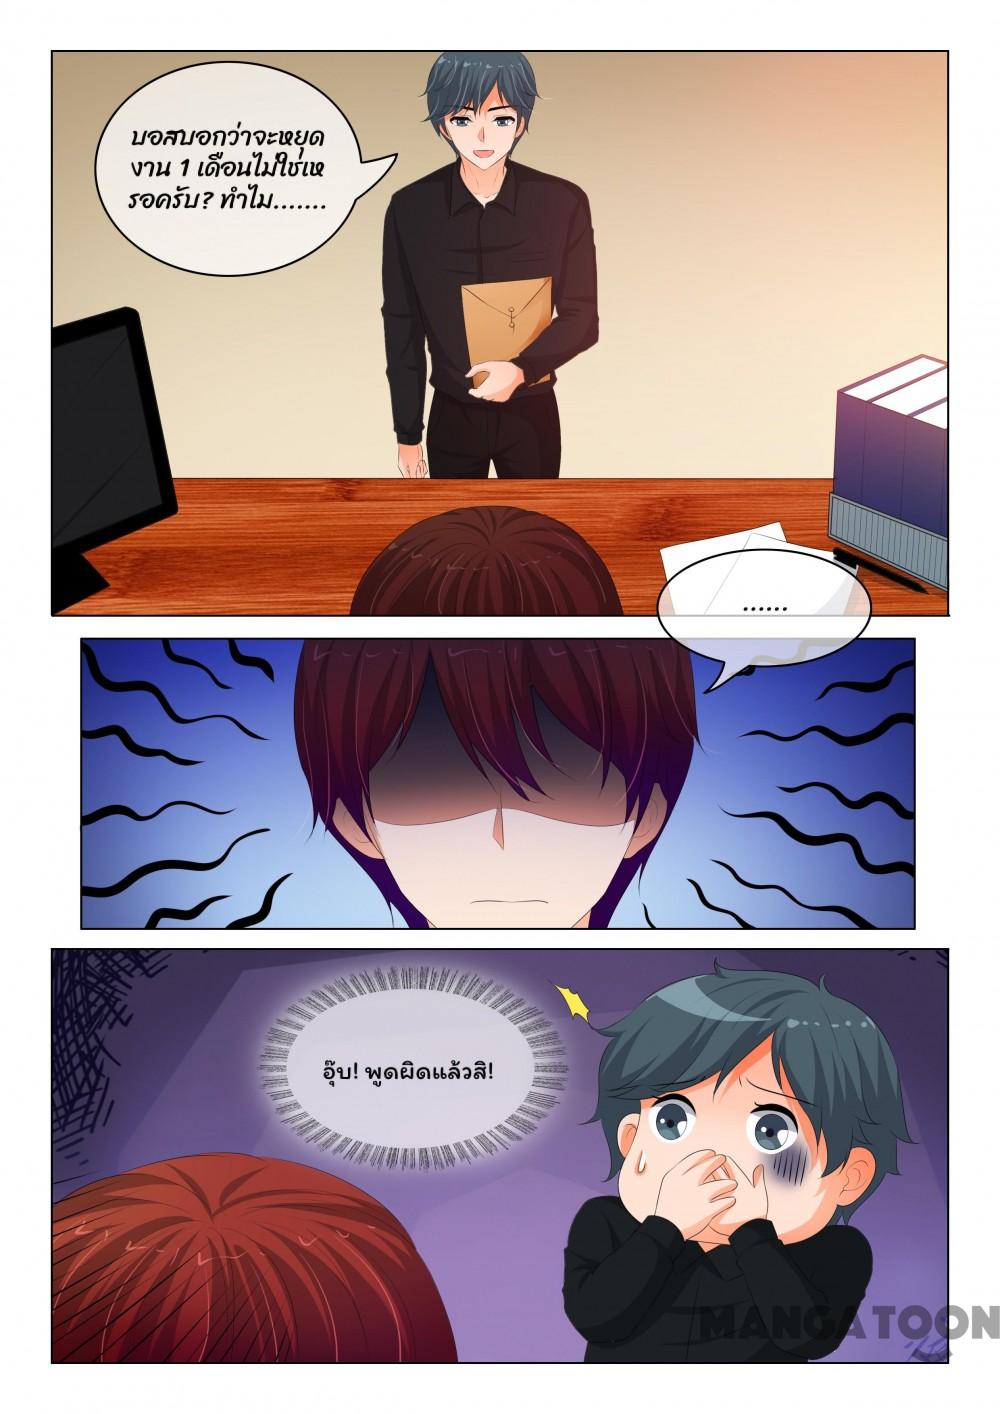 บอสบอกว่าจะหยุด
งาน 1 เดือนไม่ใช่เห
รอครับ? ทำไม.......
......
อุ๊บ! พูดผิดแล้วสิ!
MANGATOON